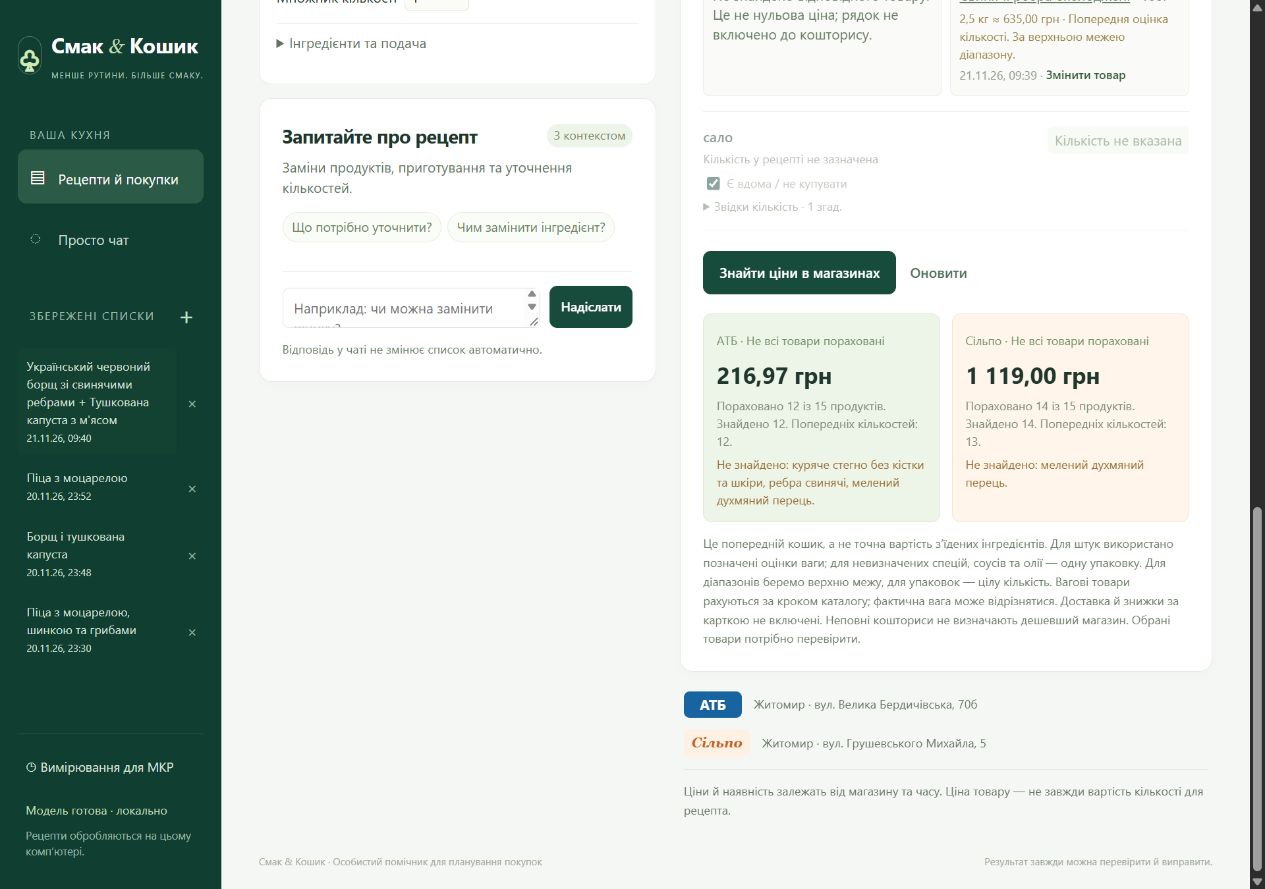 Смак & Кошик
МЕНШЕ РУТИНИ. БІЛЬШЕ СМАКУ.
ВАША КУХНЯ
Рецепти й покупки
Просто чат
ЗБЕРЕЖЕНІ СПИСКИ +
Український червоний
борщ зі свинячими
ребрами + Тушкована
капуста з м'ясом
21.11.26, 09:40
×
Піца з моцарелою
20.11.26, 23:52
×
Борщ і тушкована
капуста
20.11.26, 23:48
×
Піца з моцарелою,
шинкою та грибами
20.11.26, 23:30
×
Вимірювання для МКР
Модель готова · локально
Рецепти обробляються на цьому
комп'ютері.
Множник кількості
Інгредієнти та подача
Запитайте про рецепт
З контекстом
Заміни продуктів, приготування та уточнення
кількостей.
Що потрібно уточнити?
Чим замінити інгредієнт?
Наприклад: чи можна замінити
Надіслати
Відповідь у чаті не змінює список автоматично.
Це не нульова ціна; рядок не
включено до кошторису.
2,5 кг ≈ 635,00 грн · Попередня оцінка
кількості. За верхньою межею
діапазону.
21.11.26, 09:39 · Змінити товар
сало
Кількість не вказана
Кількість у рецепті не зазначена
Є вдома / не купувати
Звідки кількість · 1 згад.
Знайти ціни в магазинах
Оновити
АТБ · Не всі товари пораховані
216,97 грн
Пораховано 12 із 15 продуктів.
Знайдено 12. Попередніх кількостей:
12.
Не знайдено: куряче стегно без кістки
та шкіри, ребра свинячі, мелений
духмяний перець.
Сільпо · Не всі товари пораховані
1 119,00 грн
Пораховано 14 із 15 продуктів.
Знайдено 14. Попередніх кількостей:
13.
Не знайдено: мелений духмяний
перець.
Це попередній кошик, а не точна вартість з'їдених інгредієнтів. Для штук використано
позначені оцінки ваги; для невизначених спецій, соусів та олії — одну упаковку. Для
діапазонів беремо верхню межу, для упаковок — цілу кількість. Вагові товари
рахуються за кроком каталогу; фактична вага може відрізнятися. Доставка й знижки за
карткою не включені. Неповні кошториси не визначають дешевший магазин. Обрані
товари потрібно перевірити.
АТБ
Житомир · вул. Велика Бердичівська, 70б
Сільпо
Житомир · вул. Грушевського Михайла, 5
Ціни й наявність залежать від магазину та часу. Ціна товару — не завжди вартість кількості для
рецепта.
Смак & Кошик · Особистий помічник для планування покупок
Результат завжди можна перевірити й виправити.